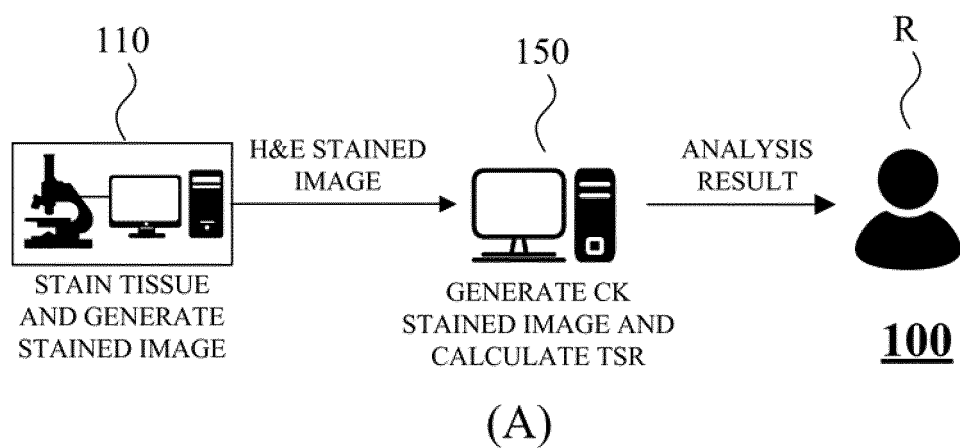 110
150
R
H&E STAINED
IMAGE
ANALYSIS
RESULT
STAIN TISSUE
AND GENERATE
STAINED IMAGE
GENERATE CK
STAINED IMAGE AND
CALCULATE TSR
100
(A)